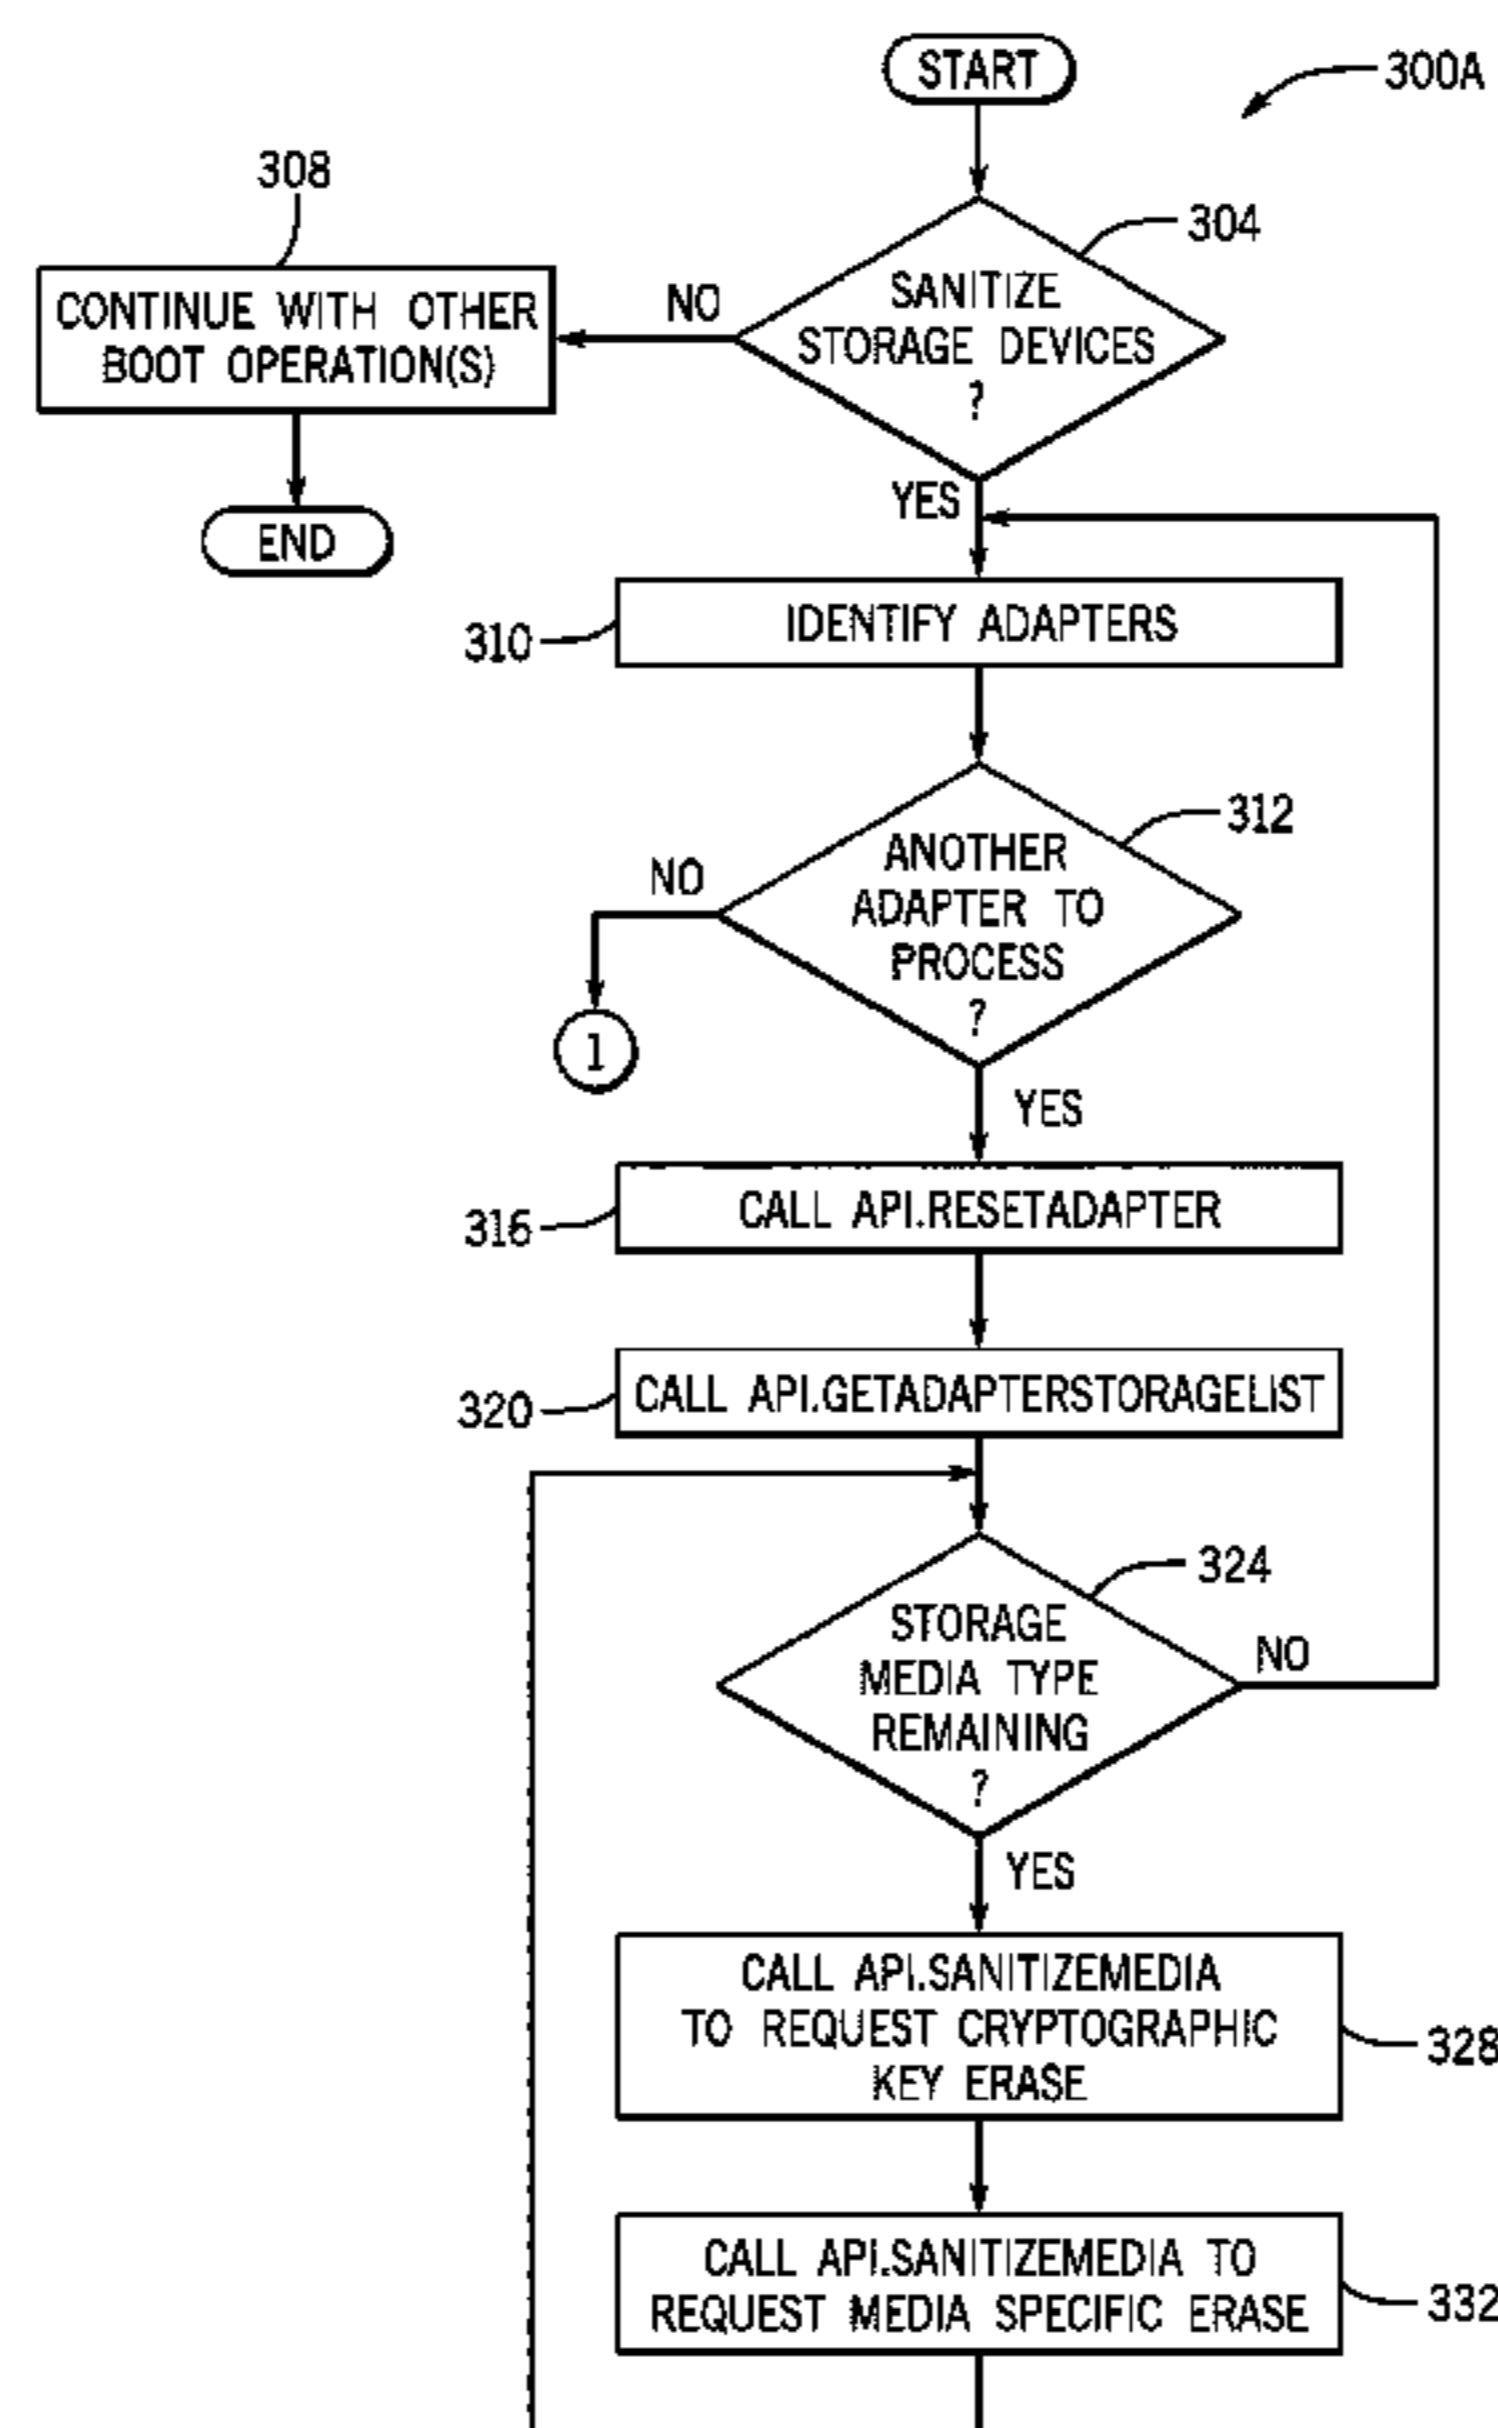 START
300A
308
304
CONTINUE WITH OTHER
BOOT OPERATION(S)
NO
SANITIZE
STORAGE DEVICES
?
YES
END
310
IDENTIFY ADAPTERS
312
NO
ANOTHER
ADAPTER TO
PROCESS
?
1
YES
316
CALL API.RESETADAPTER
320
CALL API.GETADAPTERSTORAGELIST
324
STORAGE
MEDIA TYPE
REMAINING
?
NO
YES
CALL API.SANITIZEMEDIA
TO REQUEST CRYPTOGRAPHIC
KEY ERASE
328
CALL API.SANITIZEMEDIA TO
REQUEST MEDIA SPECIFIC ERASE
332